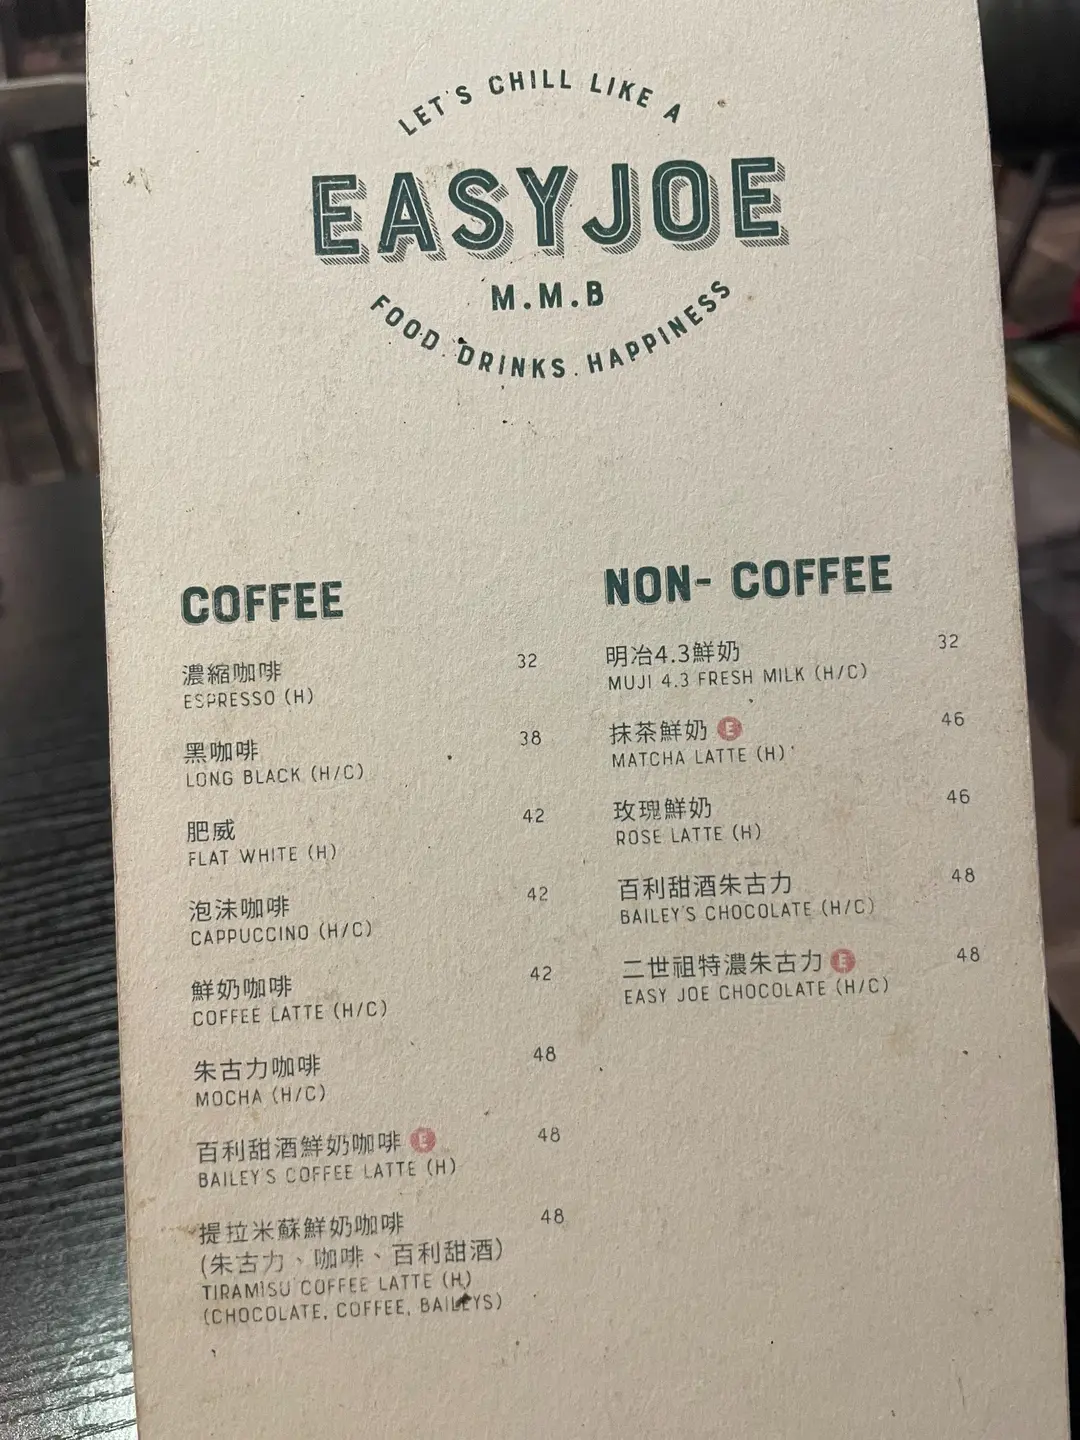 LET'S CHILL LIKE A
EASYJOE
M.M.B
FOOD.DRINKS.HAPPINESS
COFFEE
濃縮咖啡 32
ESPRESSO (H)
黑咖啡 38
LONG BLACK (H/C)
肥威 42
FLAT WHITE (H)
泡沫咖啡 42
CAPPUCCINO (H/C)
鮮奶咖啡 42
COFFEE LATTE (H/C)
朱古力咖啡 48
MOCHA (H/C)
百利甜酒鮮奶咖啡 E 48
BAILEY'S COFFEE LATTE (H)
提拉米蘇鮮奶咖啡 48
(朱古力、咖啡、百利甜酒)
TIRAMISU COFFEE LATTE (H)
(CHOCOLATE, COFFEE, BAILEYS)
NON- COFFEE
明治4.3鮮奶 32
MUJI 4.3 FRESH MILK (H/C)
抹茶鮮奶 E 46
MATCHA LATTE (H)
玫瑰鮮奶 46
ROSE LATTE (H)
百利甜酒朱古力 48
BAILEY'S CHOCOLATE (H/C)
二世祖特濃朱古力 E 48
EASY JOE CHOCOLATE (H/C)